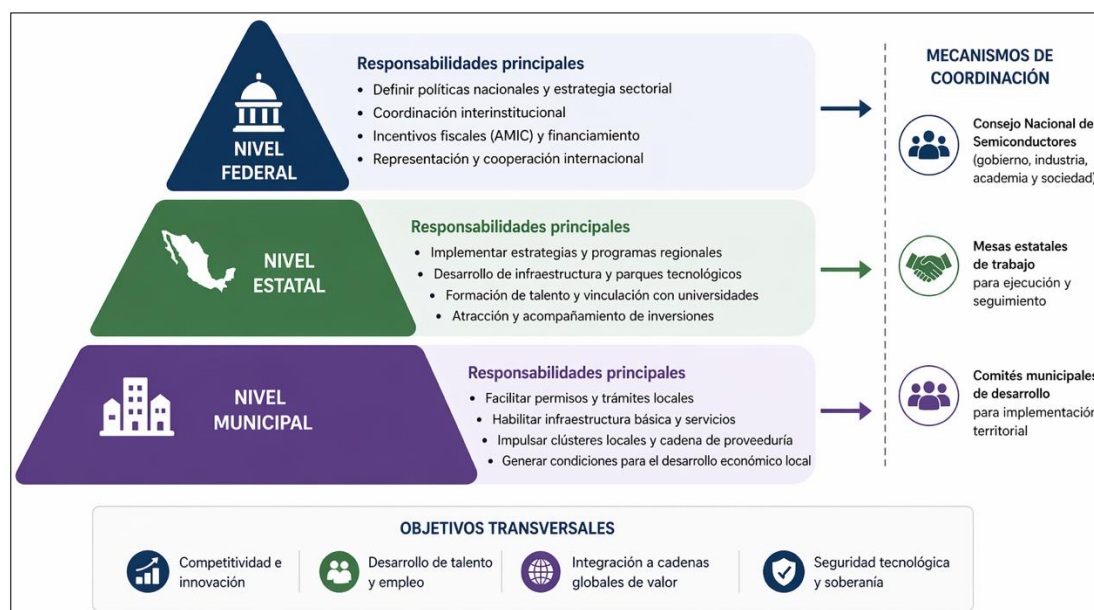 NIVEL
FEDERAL
Responsabilidades principales
• Definir políticas nacionales y estrategia sectorial
• Coordinación interinstitucional
• Incentivos fiscales (AMIC) y financiamiento
• Representación y cooperación internacional
NIVEL
ESTATAL
Responsabilidades principales
• Implementar estrategias y programas regionales
• Desarrollo de infraestructura y parques tecnológicos
• Formación de talento y vinculación con universidades
• Atracción y acompañamiento de inversiones
NIVEL
MUNICIPAL
Responsabilidades principales
• Facilitar permisos y trámites locales
• Habilitar infraestructura básica y servicios
• Impulsar clústeres locales y cadena de proveeduría
• Generar condiciones para el desarrollo económico local
MECANISMOS DE
COORDINACIÓN
Consejo Nacional de
Semiconductores
(gobierno, industria,
academia y sociedad)
Mesas estatales
de trabajo
para ejecución y
seguimiento
Comités municipales
de desarrollo
para implementación
territorial
OBJETIVOS TRANSVERSALES
Competitividad e
innovación
Desarrollo de talento
y empleo
Integración a cadenas
globales de valor
Seguridad tecnológica
y soberanía